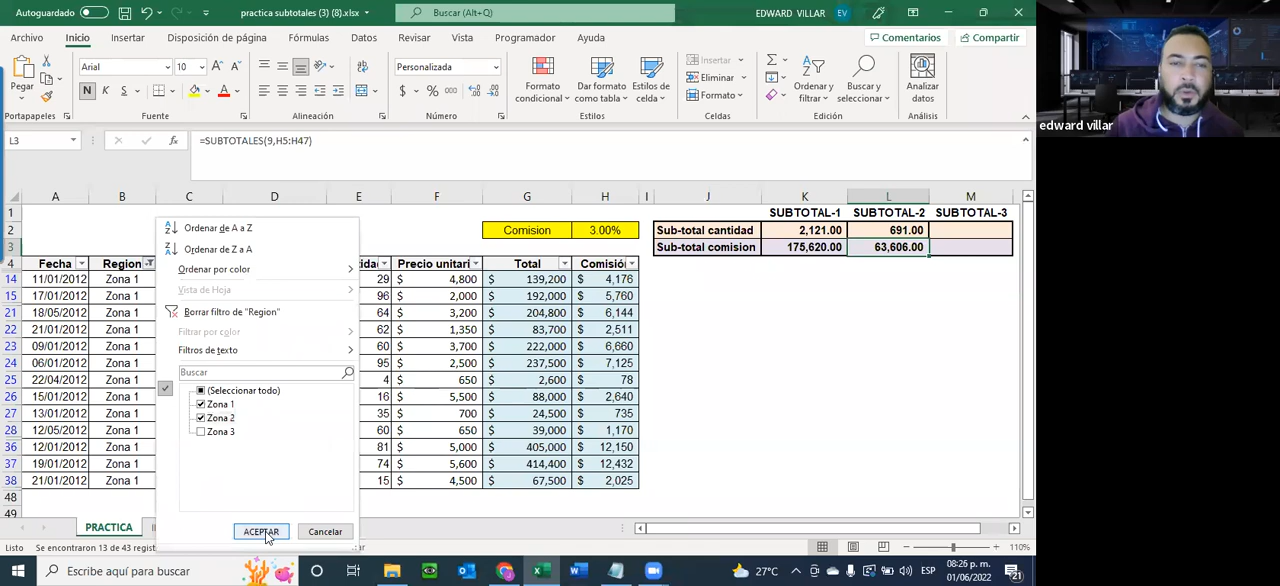 Autoguardado practica subtotales (3) (8).xlsx Buscar (Alt+Q) EDWARD VILLAR EV
Archivo Inicio Insertar Disposición de página Fórmulas Datos Revisar Vista Programador Ayuda Comentarios Compartir
Arial 10 Personalizada Insertar
Pegar N K S $ % 000 Formato condicional Dar formato como tabla Estilos de celda Eliminar Formato Ordenar y filtrar Buscar y seleccionar Analizar datos
Portapapeles Fuente Alineación Número Estilos Celdas Edición Análisis
edward villar
L3 fx =SUBTOTALES(9,H5:H47)
A B C D E F G H I J K L M
1 SUBTOTAL-1 SUBTOTAL-2 SUBTOTAL-3
2 Comision 3.00% Sub-total cantidad 2,121.00 691.00
3 Sub-total comision 175,620.00 63,606.00
4 Fecha Region Precio unitari Total Comisió
14 11/01/2012 Zona 1 29 $ 4,800 $ 139,200 $ 4,176
15 17/01/2012 Zona 1 96 $ 2,000 $ 192,000 $ 5,760
21 18/05/2012 Zona 1 64 $ 3,200 $ 204,800 $ 6,144
22 21/01/2012 Zona 1 62 $ 1,350 $ 83,700 $ 2,511
23 09/01/2012 Zona 1 60 $ 3,700 $ 222,000 $ 6,660
24 06/01/2012 Zona 1 95 $ 2,500 $ 237,500 $ 7,125
25 22/04/2012 Zona 1 4 $ 650 $ 2,600 $ 78
26 15/01/2012 Zona 1 16 $ 5,500 $ 88,000 $ 2,640
27 13/01/2012 Zona 1 35 $ 700 $ 24,500 $ 735
28 12/05/2012 Zona 1 60 $ 650 $ 39,000 $ 1,170
36 12/01/2012 Zona 1 81 $ 5,000 $ 405,000 $ 12,150
37 19/01/2012 Zona 1 74 $ 5,600 $ 414,400 $ 12,432
38 21/01/2012 Zona 1 15 $ 4,500 $ 67,500 $ 2,025
48
49
Ordenar de A a Z
Ordenar de Z a A
Ordenar por color
Vista de Hoja
Borrar filtro de "Region"
Filtrar por color
Filtros de texto
Buscar
(Seleccionar todo)
Zona 1
Zona 2
Zona 3
ACEPTAR Cancelar
PRACTICA
Listo Se encontraron 13 de 43 regist 110%
Escribe aquí para buscar 27°C ESP 08:26 p. m. 01/06/2022 21